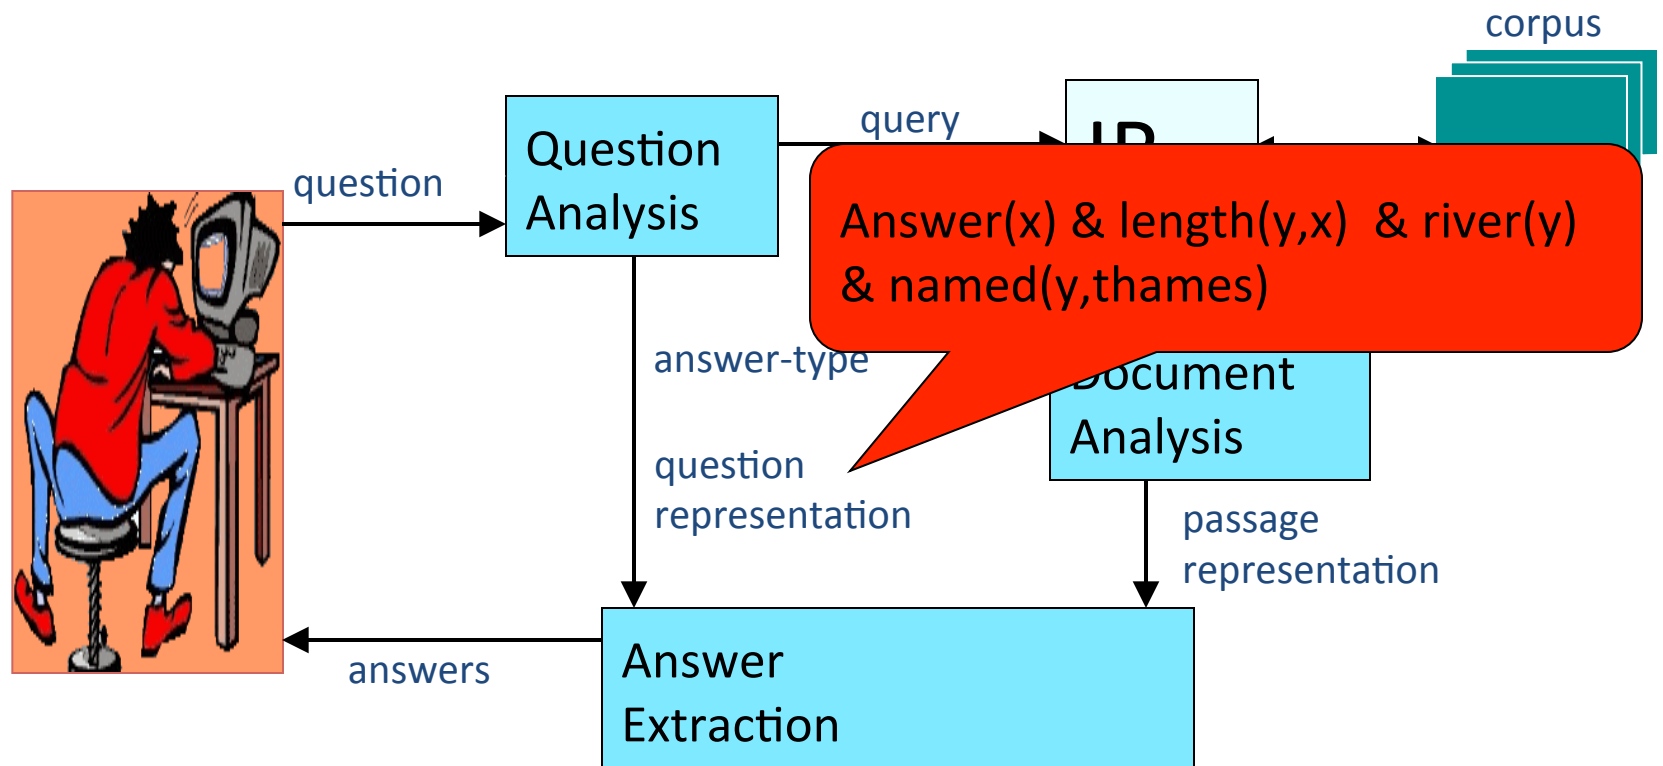 corpus
query
IR
Question
Analysis
question
Answer(x) & length(y,x) & river(y)
& named(y,thames)
answer-type
Document
Analysis
question
representation
passage
representation
Answer
Extraction
answers